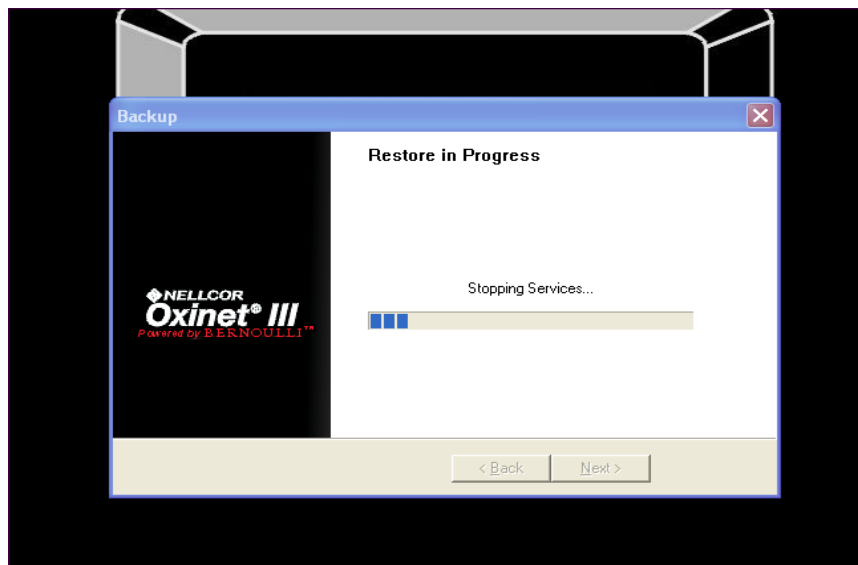 Backup
Restore in Progress
Stopping Services...
NELLCOR
Oxinet® III
Powered by BERNOULLI™
< Back
Next >